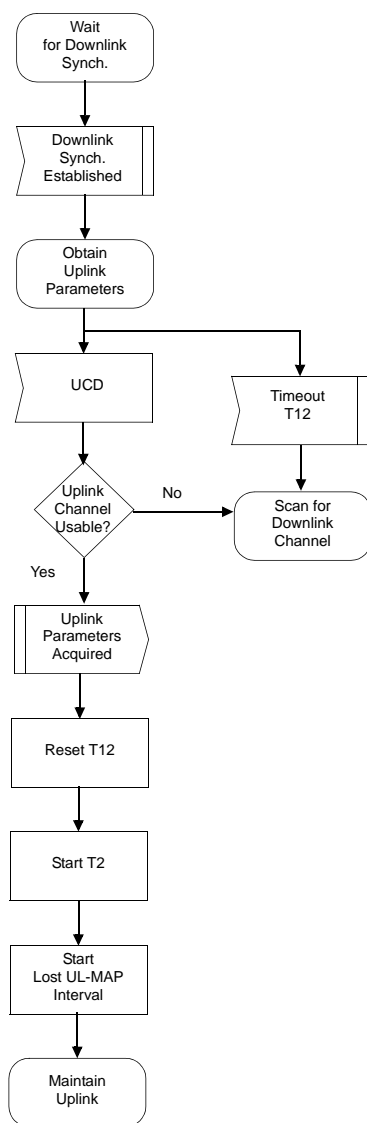 Wait
for Downlink
Synch.
Downlink
Synch.
Established
Obtain
Uplink
Parameters
UCD
Timeout
T12
Uplink
Channel
Usable?
No
Scan for
Downlink
Channel
Yes
Uplink
Parameters
Acquired
Reset T12
Start T2
Start
Lost UL-MAP
Interval
Maintain
Uplink